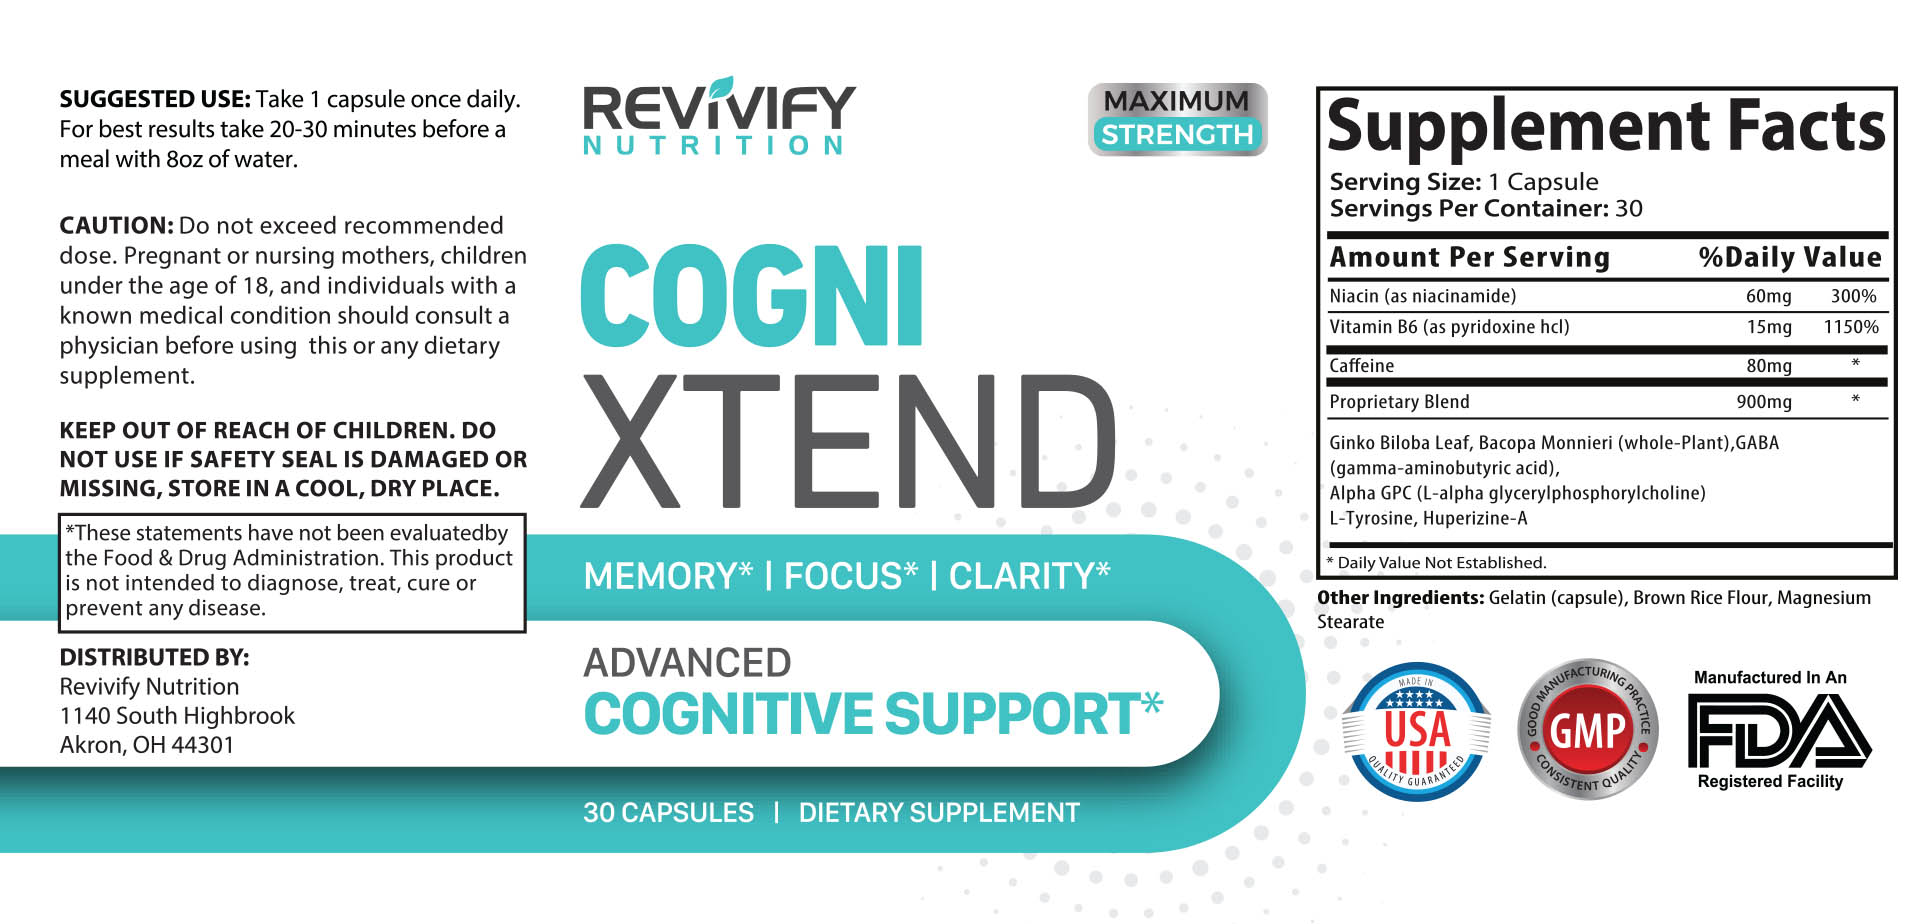 SUGGESTED USE: Take 1 capsule once daily.
For best results take 20-30 minutes before a
meal with 8oz of water.
CAUTION: Do not exceed recommended
dose. Pregnant or nursing mothers, children
under the age of 18, and individuals with a
known medical condition should consult a
physician before using  this or any dietary
supplement.
KEEP OUT OF REACH OF CHILDREN. DO
NOT USE IF SAFETY SEAL IS DAMAGED OR
MISSING, STORE IN A COOL, DRY PLACE.
*These statements have not been evaluatedby
the Food & Drug Administration. This product
is not intended to diagnose, treat, cure or
prevent any disease.
DISTRIBUTED BY:
Revivify Nutrition
1140 South Highbrook
Akron, OH 44301
REVIVIFY
NUTRITION
MAXIMUM
STRENGTH
COGNI
XTEND
MEMORY* | FOCUS* | CLARITY*
ADVANCED
COGNITIVE SUPPORT*
30 CAPSULES | DIETARY SUPPLEMENT
Supplement Facts
Serving Size: 1 Capsule
Servings Per Container: 30
Amount Per Serving %Daily Value
Niacin (as niacinamide) 60mg 300%
Vitamin B6 (as pyridoxine hcl) 15mg 1150%
Caffeine 80mg *
Proprietary Blend 900mg *
Ginko Biloba Leaf, Bacopa Monnieri (whole-Plant),GABA
(gamma-aminobutyric acid),
Alpha GPC (L-alpha glycerylphosphorylcholine)
L-Tyrosine, Huperizine-A
* Daily Value Not Established.
Other Ingredients: Gelatin (capsule), Brown Rice Flour, Magnesium
Stearate
MADE IN
USA
QUALITY GUARANTEED
GOOD MANUFACTURING PRACTICE
GMP
CONSISTENT QUALITY
Manufactured In An
FDA
Registered Facility